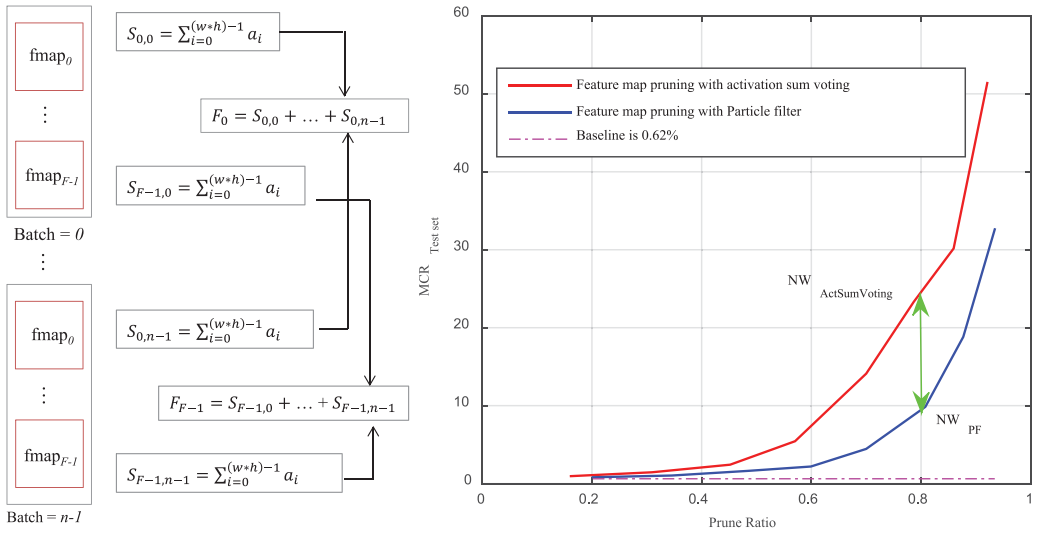 fmap0
⋮
fmapF-1
Batch = 0
⋮
fmap0
⋮
fmapF-1
Batch = n-1
S0,0 = ∑i=0(w*h)−1 ai
F0 = S0,0 + … + S0,n−1
SF−1,0 = ∑i=0(w*h)−1 ai
S0,n−1 = ∑i=0(w*h)−1 ai
FF−1 = SF−1,0 + … + SF−1,n−1
SF−1,n−1 = ∑i=0(w*h)−1 ai
60
50
40
30
20
10
0
MCR Test set
Feature map pruning with activation sum voting
Feature map pruning with Particle filter
Baseline is 0.62%
NW ActSumVoting
NW PF
0 0.2 0.4 0.6 0.8 1
Prune Ratio